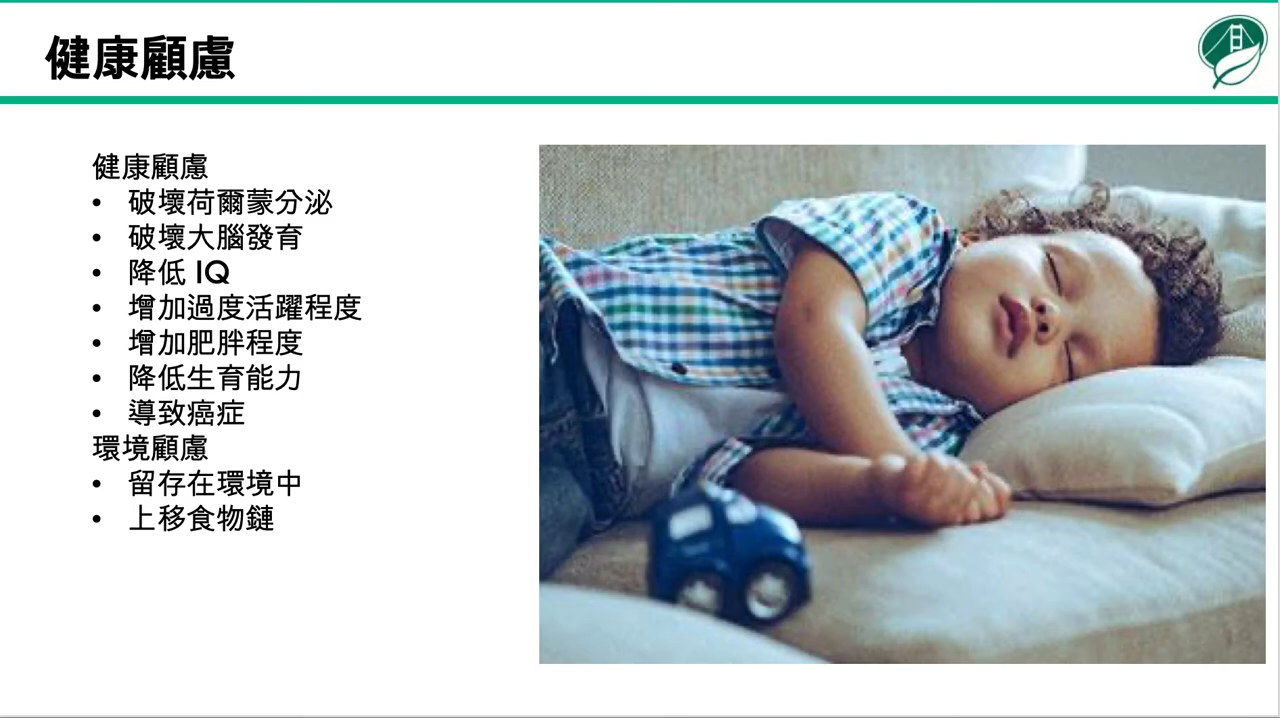 健康顧慮
健康顧慮
• 破壞荷爾蒙分泌
• 破壞大腦發育
• 降低 IQ
• 增加過度活躍程度
• 增加肥胖程度
• 降低生育能力
• 導致癌症
環境顧慮
• 留存在環境中
• 上移食物鏈